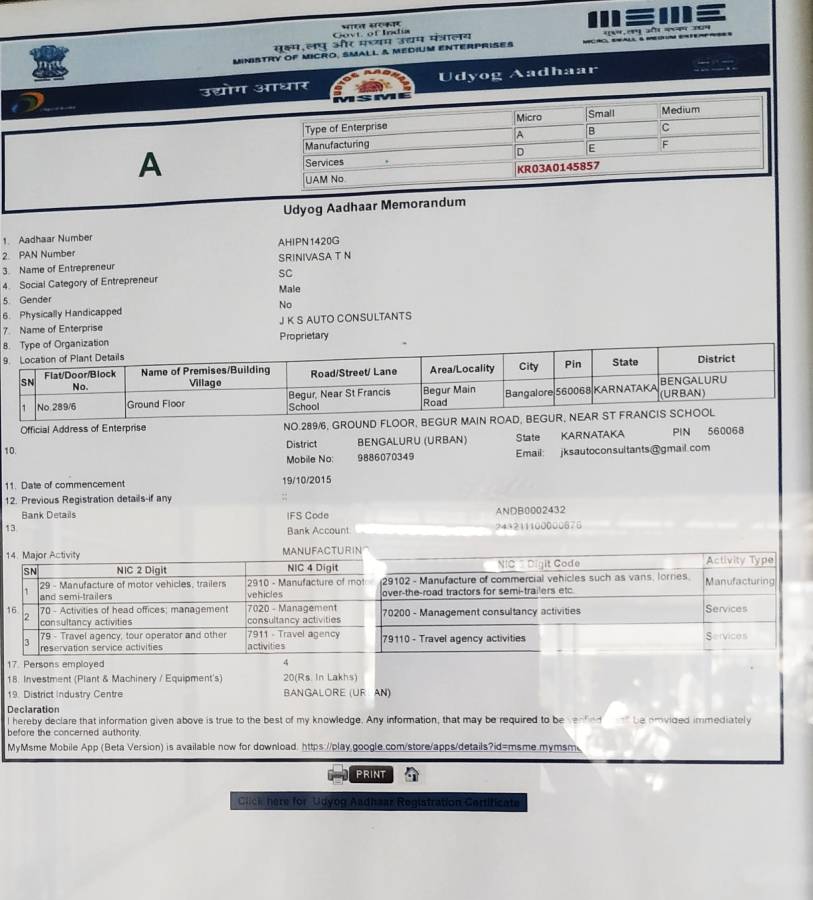 भारत सरकार
Govt. of India
सूक्ष्म,लघु और मध्यम उद्यम मंत्रालय
MINISTRY OF MICRO, SMALL & MEDIUM ENTERPRISES
MSME
सूक्ष्म,लघु और मध्यम उद्यम
MICRO, SMALL & MEDIUM ENTERPRISES
उद्योग आधार
UDYOG AADHAAR
MSME
Udyog Aadhaar
A
Type of Enterprise Micro Small Medium
Manufacturing A B C
Services D E F
UAM No. KR03A0145857
Udyog Aadhaar Memorandum
1. Aadhaar Number
2. PAN Number AHIPN1420G
3. Name of Entrepreneur SRINIVASA T N
4. Social Category of Entrepreneur SC
5. Gender Male
6. Physically Handicapped No
7. Name of Enterprise J K S AUTO CONSULTANTS
8. Type of Organization Proprietary
9. Location of Plant Details
SN Flat/Door/Block No. Name of Premises/Building Village Road/Street/ Lane Area/Locality City Pin State District
1 No.289/6 Ground Floor Begur, Near St Francis School Begur Main Road Bangalore 560068 KARNATAKA BENGALURU (URBAN)
Official Address of Enterprise NO.289/6, GROUND FLOOR, BEGUR MAIN ROAD, BEGUR, NEAR ST FRANCIS SCHOOL
10. District BENGALURU (URBAN) State KARNATAKA PIN 560068
Mobile No: 9886070349 Email: jksautoconsultants@gmail.com
11. Date of commencement 19/10/2015
12. Previous Registration details-if any ::
Bank Details IFS Code ANDB0002432
13. Bank Account: 243211100000876
14. Major Activity MANUFACTURING
SN NIC 2 Digit NIC 4 Digit NIC 5 Digit Code Activity Type
1 29 - Manufacture of motor vehicles, trailers and semi-trailers 2910 - Manufacture of motor vehicles 29102 - Manufacture of commercial vehicles such as vans, lorries, over-the-road tractors for semi-trailers etc. Manufacturing
16. 2 70 - Activities of head offices; management consultancy activities 7020 - Management consultancy activities 70200 - Management consultancy activities Services
3 79 - Travel agency, tour operator and other reservation service activities 7911 - Travel agency activities 79110 - Travel agency activities Services
17. Persons employed 4
18. Investment (Plant & Machinery / Equipment's) 20(Rs. In Lakhs)
19. District Industry Centre BANGALORE (URBAN)
Declaration
I hereby declare that information given above is true to the best of my knowledge. Any information, that may be required to be verified be provided immediately
before the concerned authority.
MyMsme Mobile App (Beta Version) is available now for download. https://play.google.com/store/apps/details?id=msme.mymsme
PRINT
Click here for Udyog Aadhaar Registration Certificate